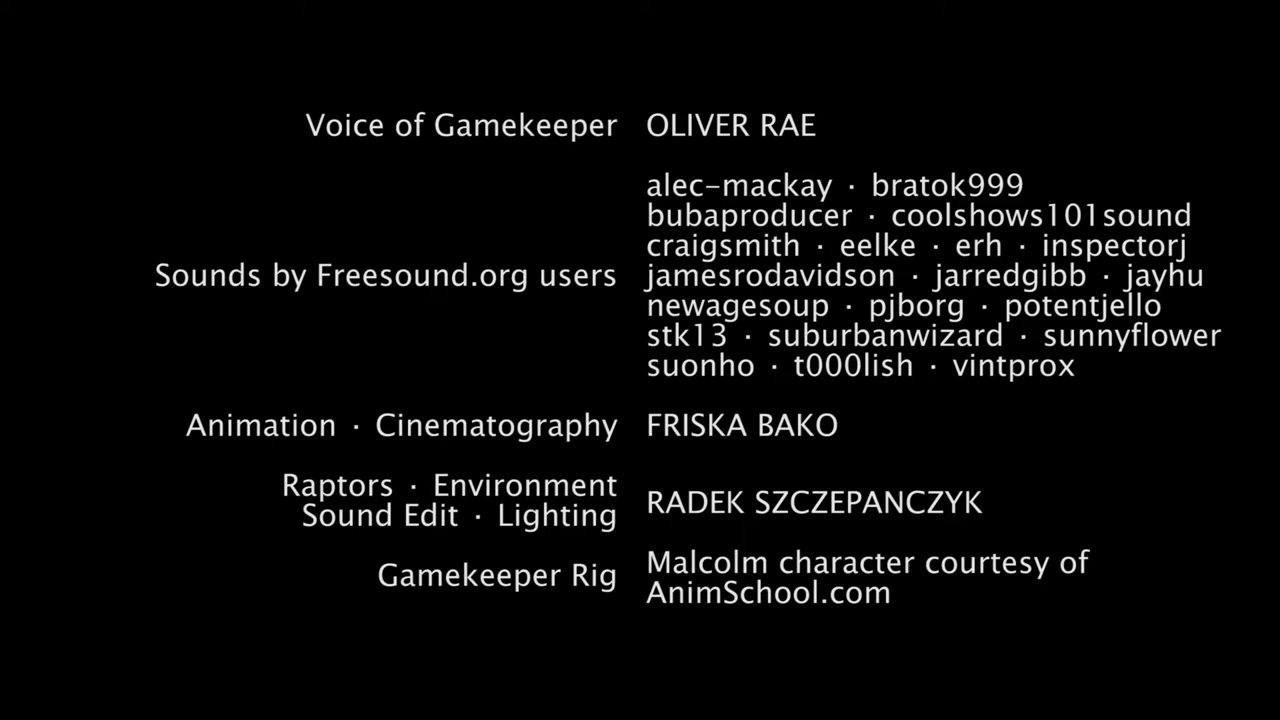 Voice of Gamekeeper OLIVER RAE
Sounds by Freesound.org users
alec-mackay · bratok999
bubaproducer · coolshows101sound
craigsmith · eelke · erh · inspectorj
jamesrodavidson · jarredgibb · jayhu
newagesoup · pjborg · potentjello
stk13 · suburbanwizard · sunnyflower
suonho · t000lish · vintprox
Animation · Cinematography FRISKA BAKO
Raptors · Environment
Sound Edit · Lighting
RADEK SZCZEPANCZYK
Gamekeeper Rig
Malcolm character courtesy of
AnimSchool.com